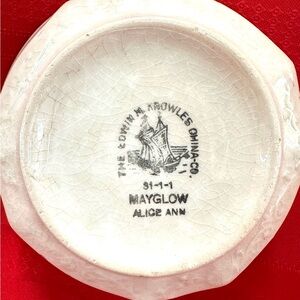 THE EDWIN M. KNOWLES CHINA CO.
31-1-1
MAYGLOW
ALICE ANN